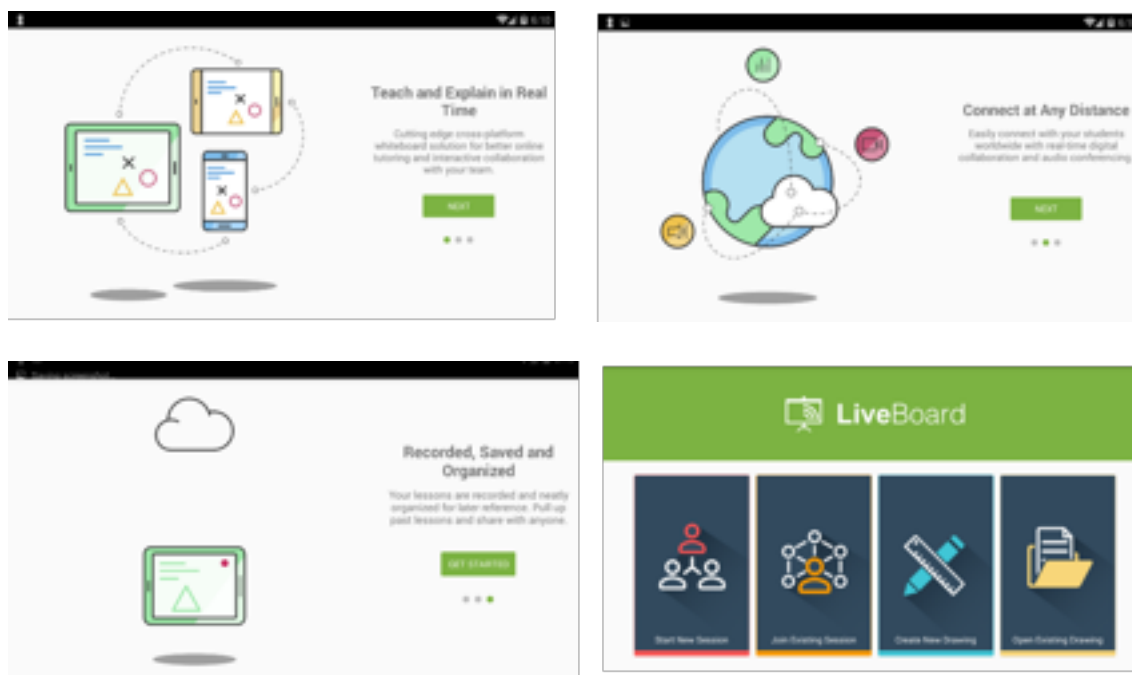 6:10
Teach and Explain in Real
Time
Cutting edge cross-platform
whiteboard solution for better online
tutoring and interactive collaboration
with your team.
NEXT
Connect at Any Distance
Easily connect with your students
worldwide with real-time digital
collaboration and audio conferencing
NEXT
Saving screenshot...
Recorded, Saved and
Organized
Your lessons are recorded and neatly
organized for later reference. Pull up
past lessons and share with anyone.
GET STARTED
LiveBoard
Start New Session
Join Existing Session
Create New Drawing
Open Existing Drawing